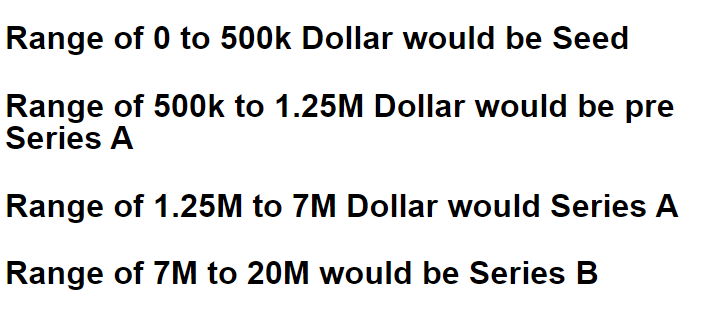 Range of 0 to 500k Dollar would be Seed
Range of 500k to 1.25M Dollar would be pre
Series A
Range of 1.25M to 7M Dollar would Series A
Range of 7M to 20M would be Series B